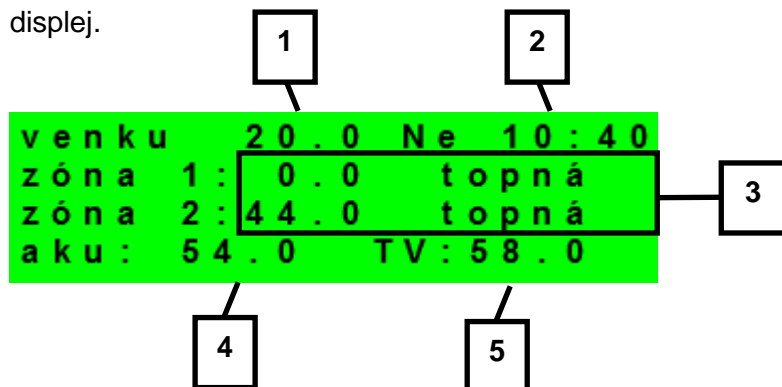 displej.
1 2
venku 20.0 Ne 10:40
zóna 1: 0.0 topná
zóna 2:44.0 topná
3
aku: 54.0 TV:58.0
4 5